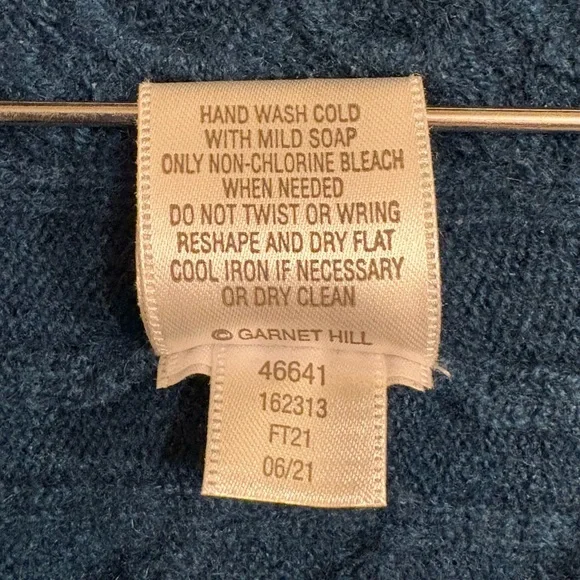 HAND WASH COLD
WITH MILD SOAP
ONLY NON-CHLORINE BLEACH
WHEN NEEDED
DO NOT TWIST OR WRING
RESHAPE AND DRY FLAT
COOL IRON IF NECESSARY
OR DRY CLEAN
© GARNET HILL
46641
162313
FT21
06/21